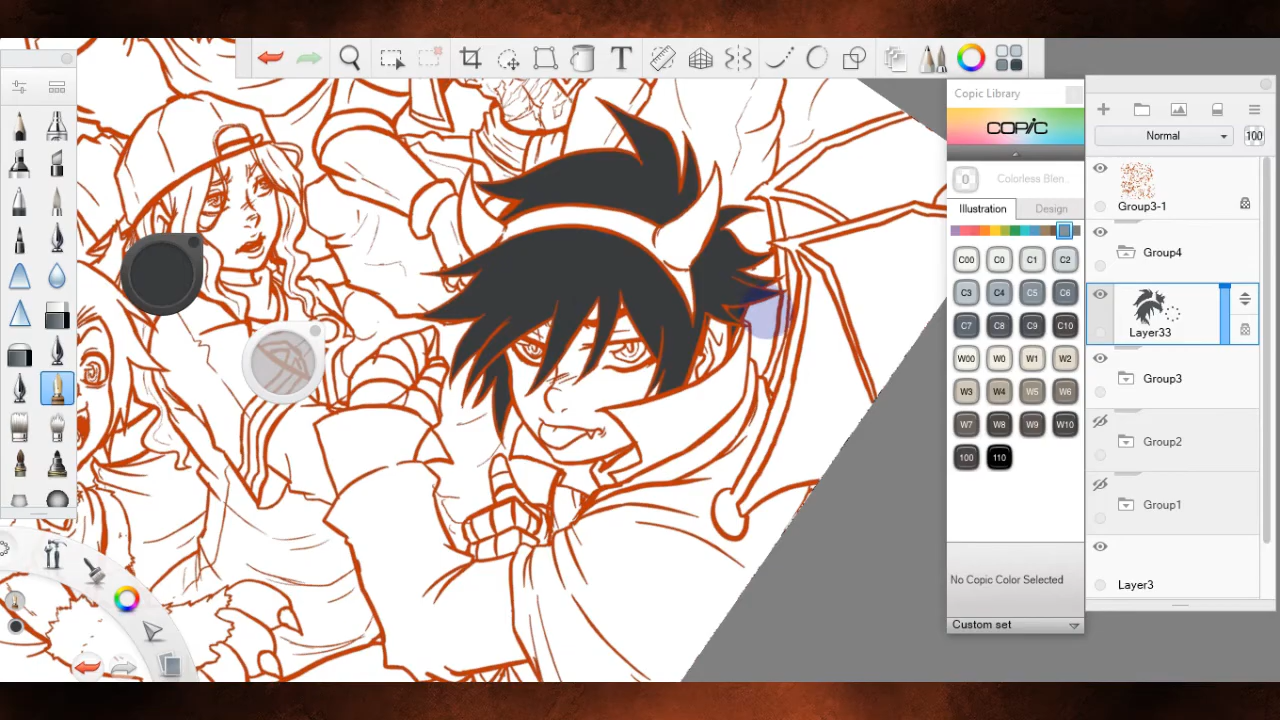 T
Copic Library
COPIC
0 Colorless Blen...
Illustration Design
C00 C0 C1 C2
C3 C4 C5 C6
C7 C8 C9 C10
W00 W0 W1 W2
W3 W4 W5 W6
W7 W8 W9 W10
100 110
No Copic Color Selected
Custom set
Normal 100
Group3-1
Group4
Layer33
Group3
Group2
Group1
Layer3